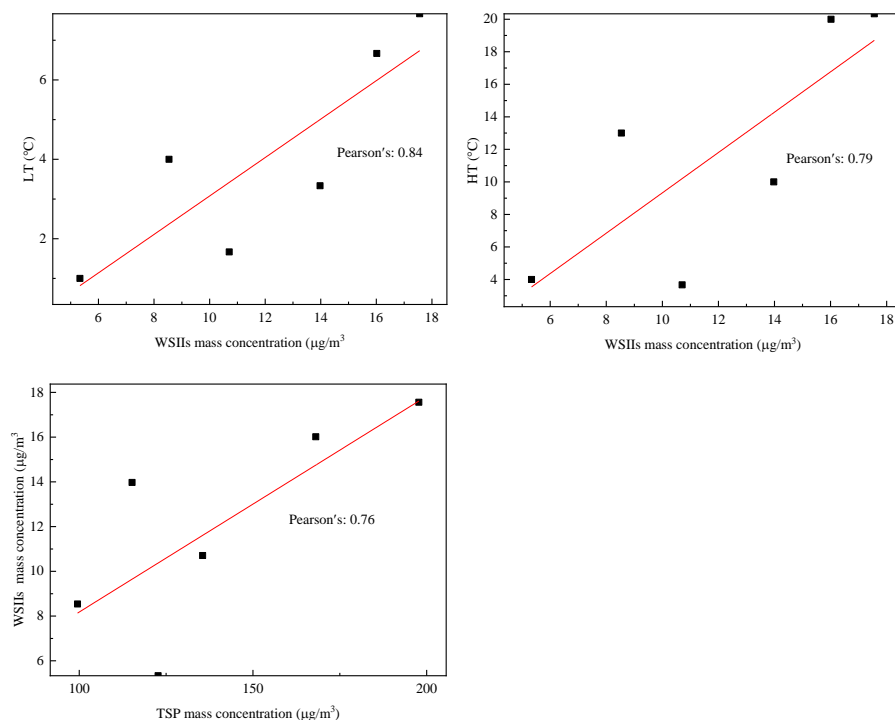 6
4
2
LT (°C)
Pearson's: 0.84
6 8 10 12 14 16 18
WSIIs mass concentration (μg/m³
20
18
16
14
12
10
8
6
4
HT (°C)
Pearson's: 0.79
6 8 10 12 14 16 18
WSIIs mass concentration (μg/m³)
18
16
14
12
10
8
6
WSIIs mass concentration (μg/m³
Pearson's: 0.76
100 150 200
TSP mass concentration (μg/m³)